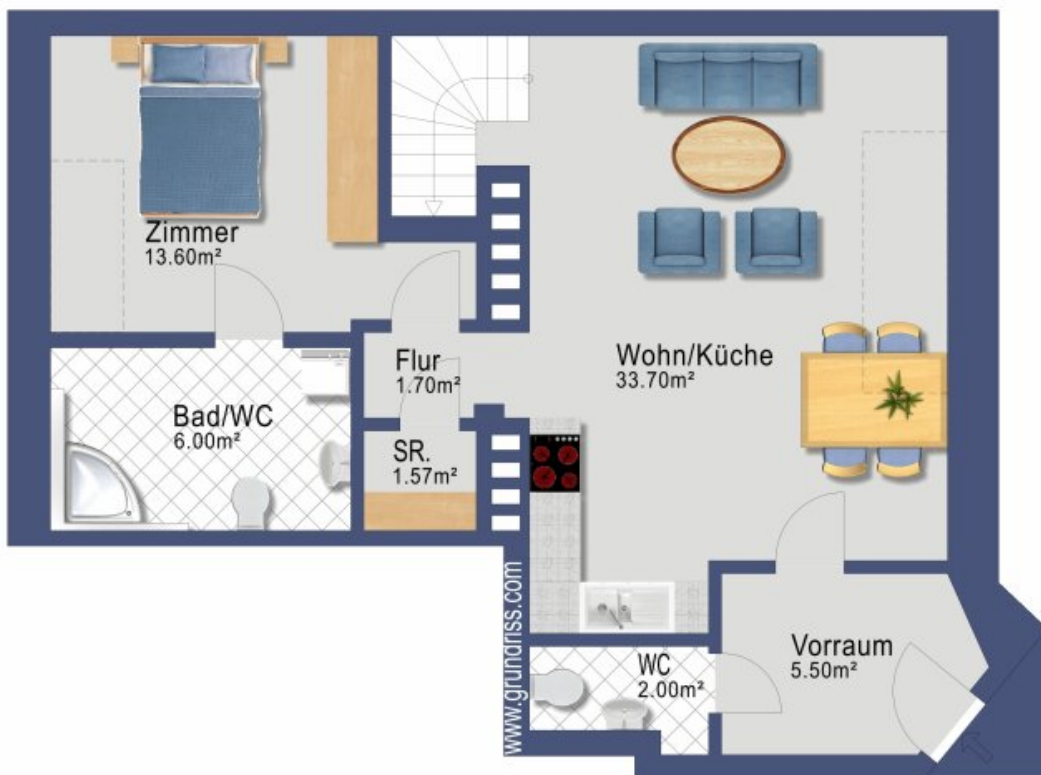 Zimmer
13.60m²
Wohn/Küche
33.70m²
Flur
1.70m²
Bad/WC
6.00m²
SR.
1.57m²
www.grundriss.com
Vorraum
5.50m²
WC
2.00m²